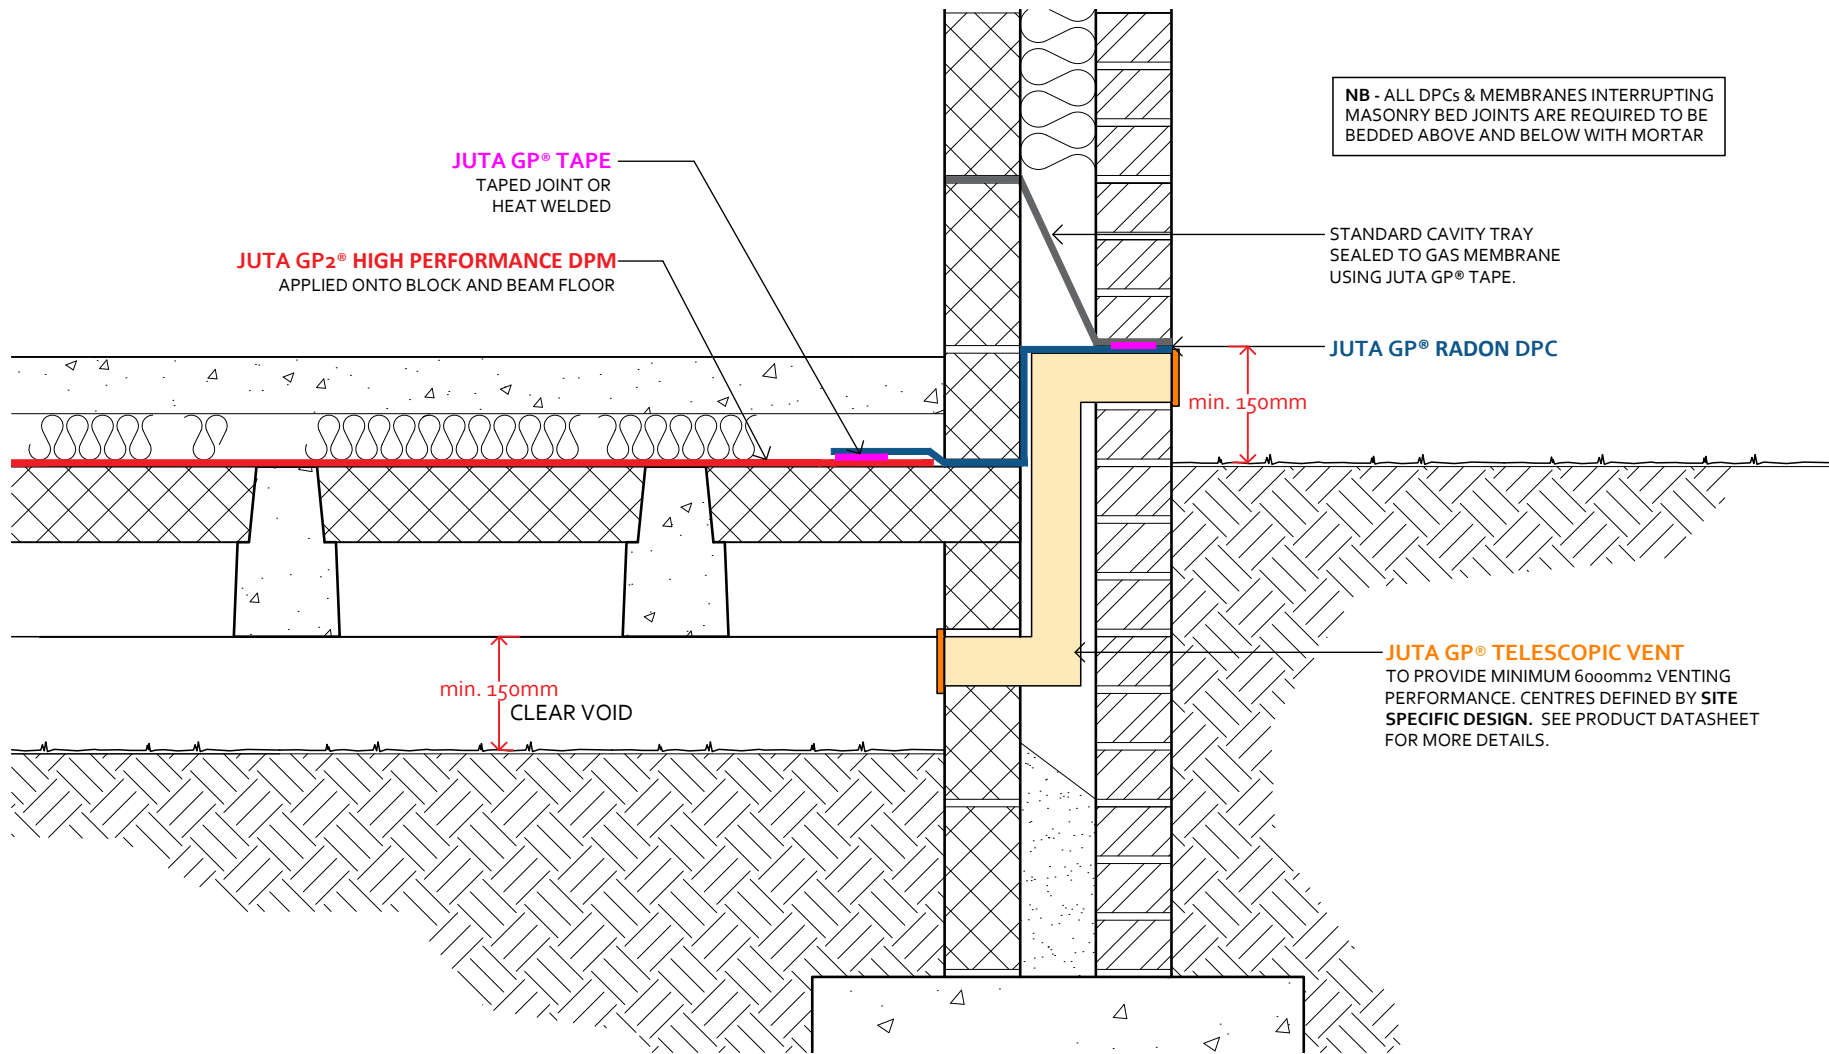 NB - ALL DPCs & MEMBRANES INTERRUPTING
MASONRY BED JOINTS ARE REQUIRED TO BE
BEDDED ABOVE AND BELOW WITH MORTAR
JUTA GP® TAPE
TAPED JOINT OR
HEAT WELDED
JUTA GP2® HIGH PERFORMANCE DPM
APPLIED ONTO BLOCK AND BEAM FLOOR
STANDARD CAVITY TRAY
SEALED TO GAS MEMBRANE
USING JUTA GP® TAPE.
JUTA GP® RADON DPC
min. 150mm
min. 150mm
CLEAR VOID
JUTA GP® TELESCOPIC VENT
TO PROVIDE MINIMUM 6000mm2 VENTING
PERFORMANCE. CENTRES DEFINED BY SITE
SPECIFIC DESIGN. SEE PRODUCT DATASHEET
FOR MORE DETAILS.